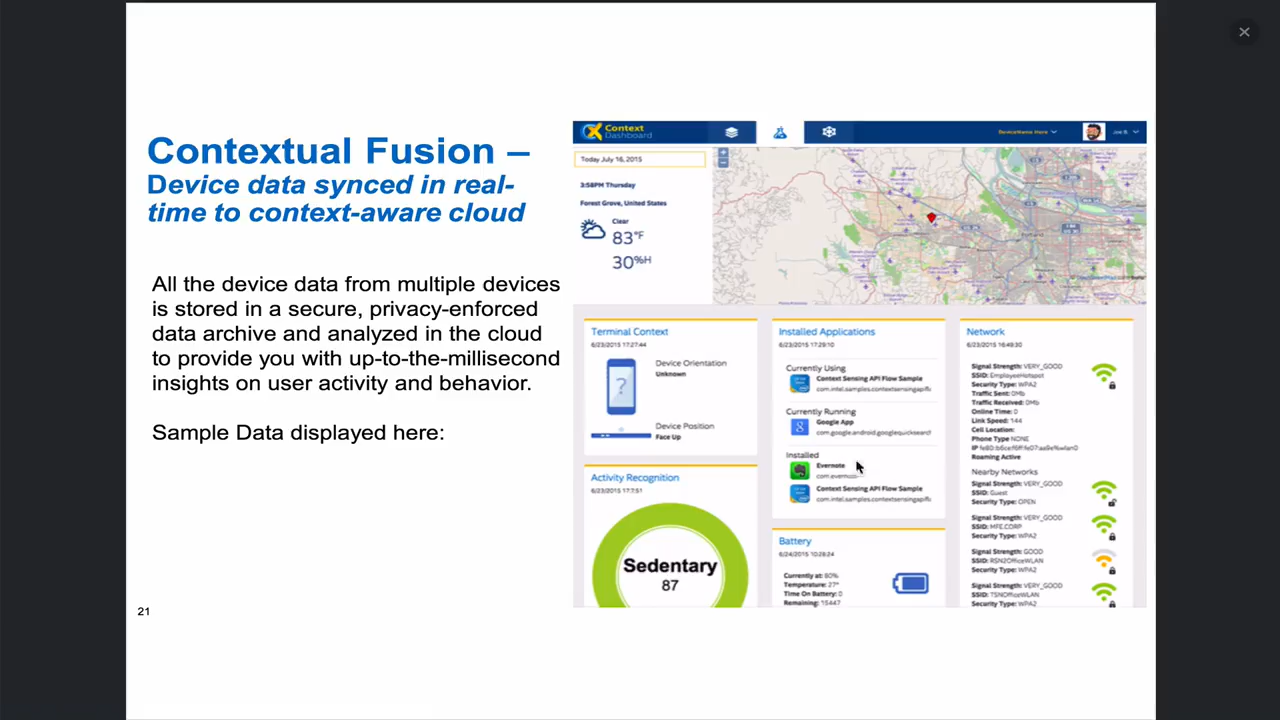 Contextual Fusion –
Device data synced in real-
time to context-aware cloud
All the device data from multiple devices
is stored in a secure, privacy-enforced
data archive and analyzed in the cloud
to provide you with up-to-the-millisecond
insights on user activity and behavior.
Sample Data displayed here:
21
Context
Dashboard
Joe B.
Today July 16, 2015
3:58PM Thursday
Forest Grove, United States
Clear
83°F
30%H
Terminal Context
6/23/2015 17:27:44
Device Orientation
Unknown
?
Device Position
Face Up
Activity Recognition
6/23/2015 17:7:51
Sedentary
87
Installed Applications
6/23/2015 17:29:10
Currently Using
Context Sensing API Flow Sample
com.intel.samples.contextsensingapiflo
Currently Running
Google App
com.google.android.googlequicksearch
Installed
Evernote
com.evernote
Context Sensing API Flow Sample
com.intel.samples.contextsensingapiflo
Battery
6/24/2015 10:28:24
Currently at: 80%
Temperature: 27°
Time On Battery: 0
Remaining: 15447
Network
6/23/2015 16:49:30
Signal Strength: VERY_GOOD
SSID: EmployeeHotspot
Security Type: WPA2
Traffic Sent: 0Mb
Traffic Received: 0Mb
Online Time: 0
Link Speed: 144
Cell Location:
Phone Type NONE
Roaming Active
Nearby Networks
Signal Strength: VERY_GOOD
SSID: Guest
Security Type: OPEN
Signal Strength: VERY_GOOD
SSID: MFE.CORP
Security Type: WPA2
Signal Strength: GOOD
SSID: RSN2OfficeWLAN
Security Type: WPA2
Signal Strength: VERY_GOOD
SSID: TSNOfficeWLAN
Security Type: WPA2